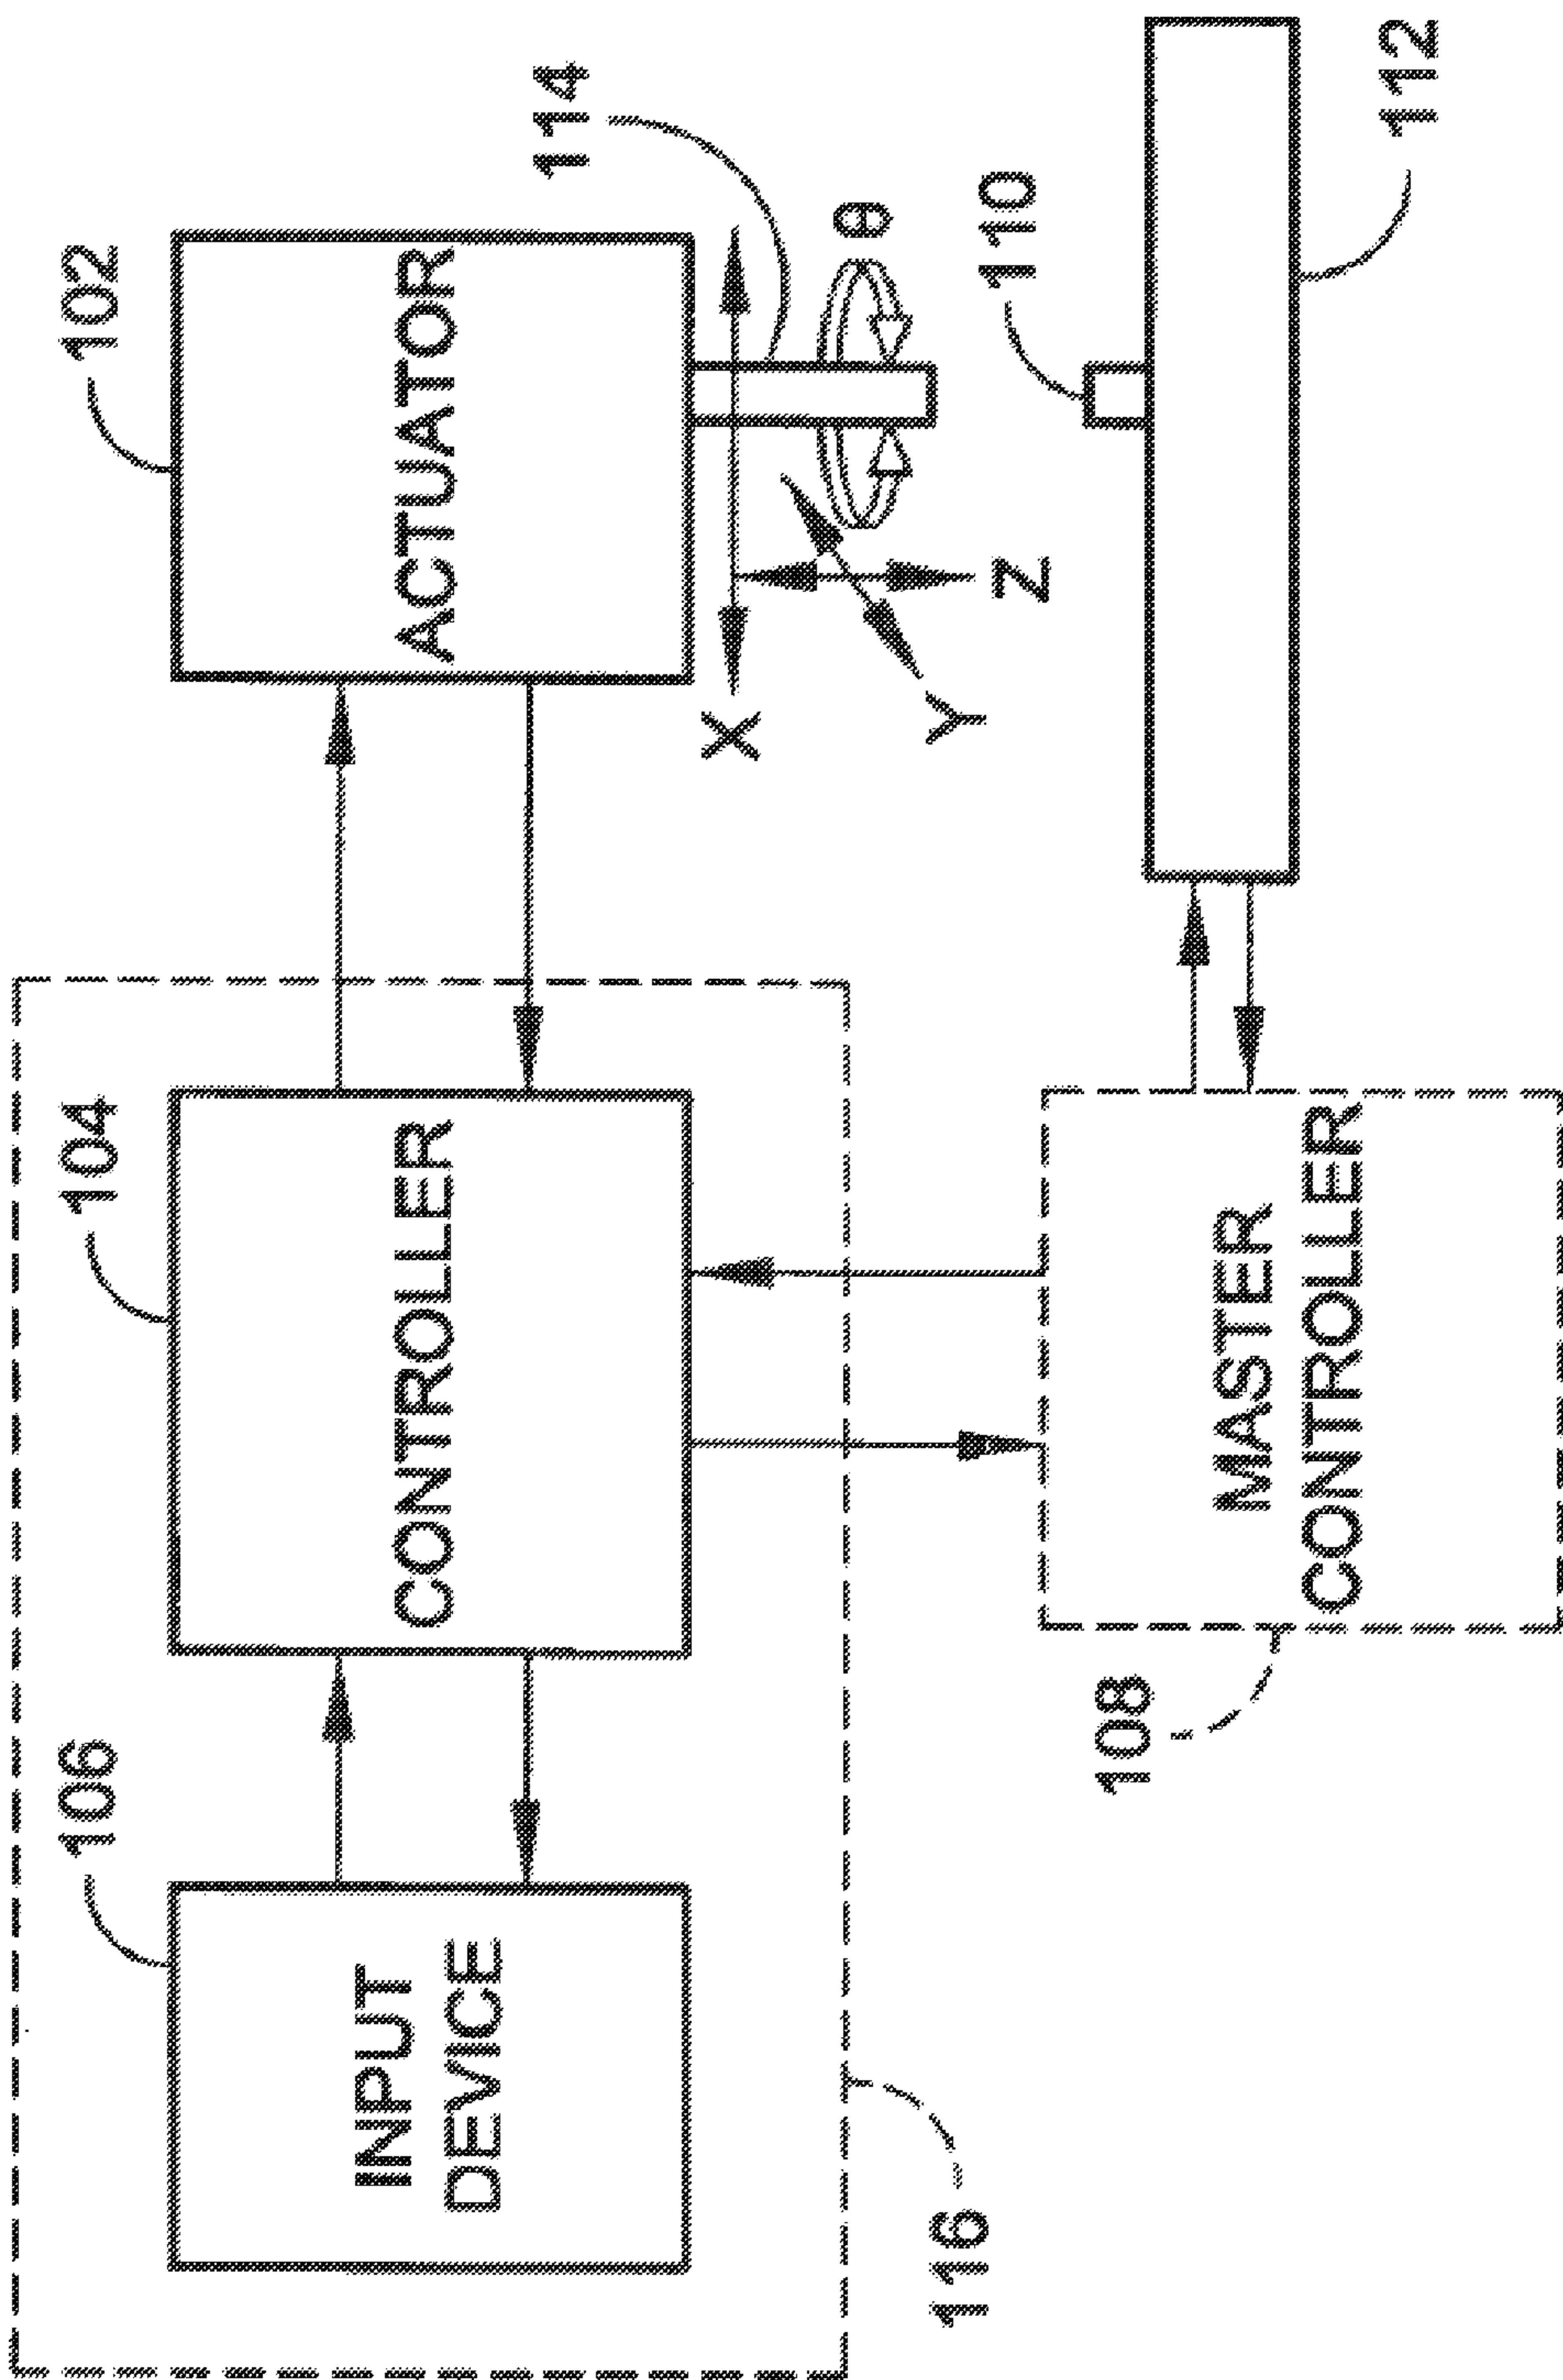 106
104
102
INPUT
DEVICE
CONTROLLER
ACTUATOR
114
X
θ
Y
Z
116
110
108
MASTER
CONTROLLER
112